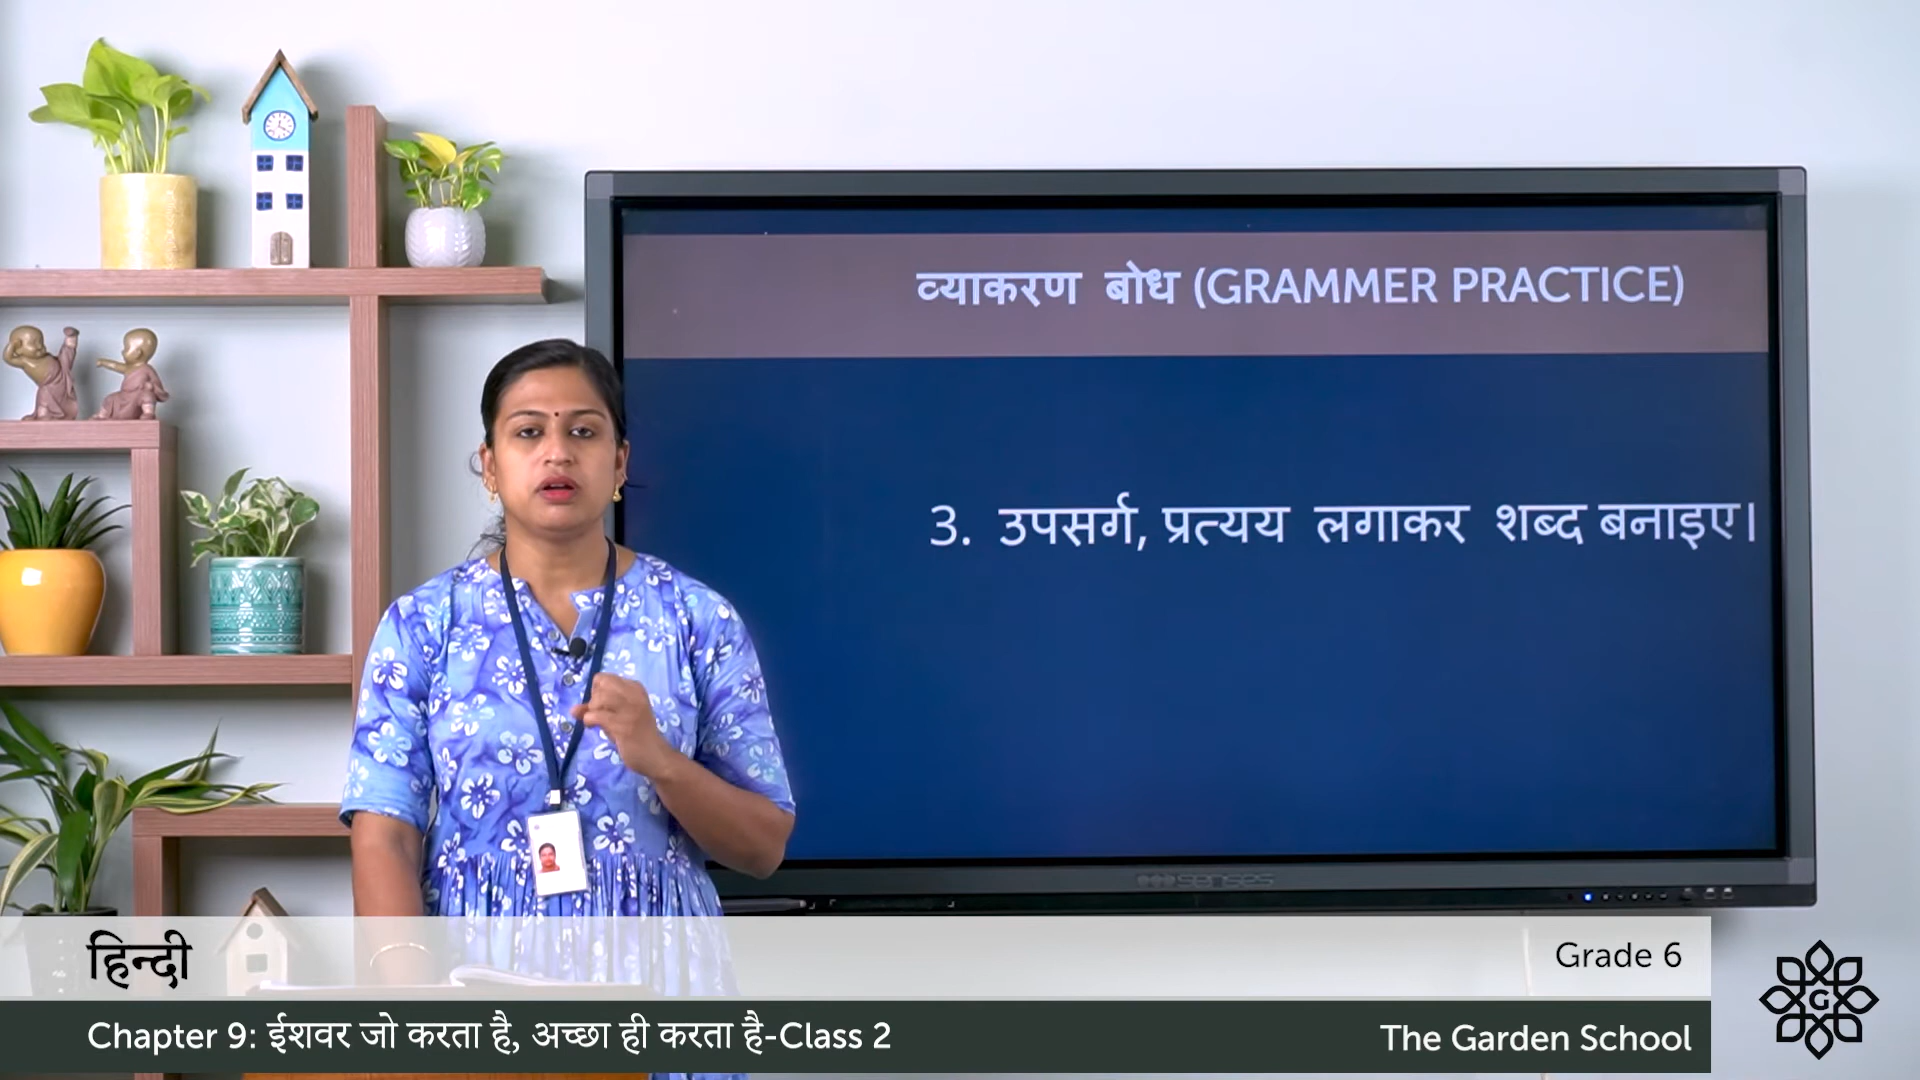 व्याकरण बोध (GRAMMER PRACTICE)
3. उपसर्ग, प्रत्यय लगाकर शब्द बनाइए।
senses
हिन्दी
Grade 6
Chapter 9: ईशवर जो करता है, अच्छा ही करता है-Class 2
The Garden School
G